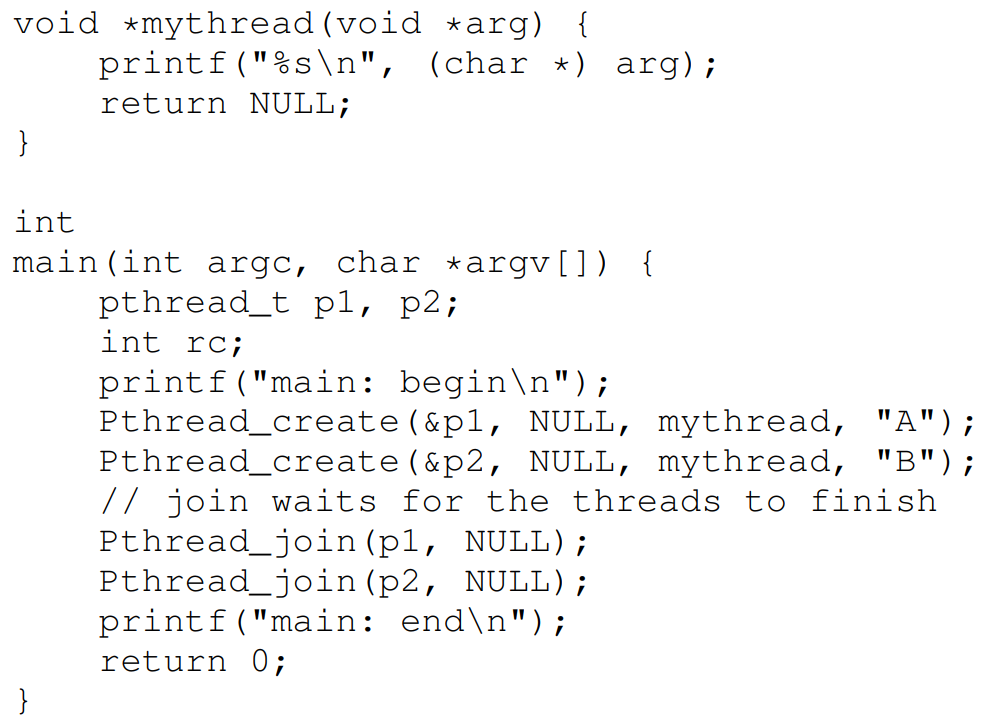 void *mythread(void *arg) {
    printf("%s\n", (char *) arg);
    return NULL;
}

int
main(int argc, char *argv[]) {
    pthread_t p1, p2;
    int rc;
    printf("main: begin\n");
    Pthread_create(&p1, NULL, mythread, "A");
    Pthread_create(&p2, NULL, mythread, "B");
    // join waits for the threads to finish
    Pthread_join(p1, NULL);
    Pthread_join(p2, NULL);
    printf("main: end\n");
    return 0;
}